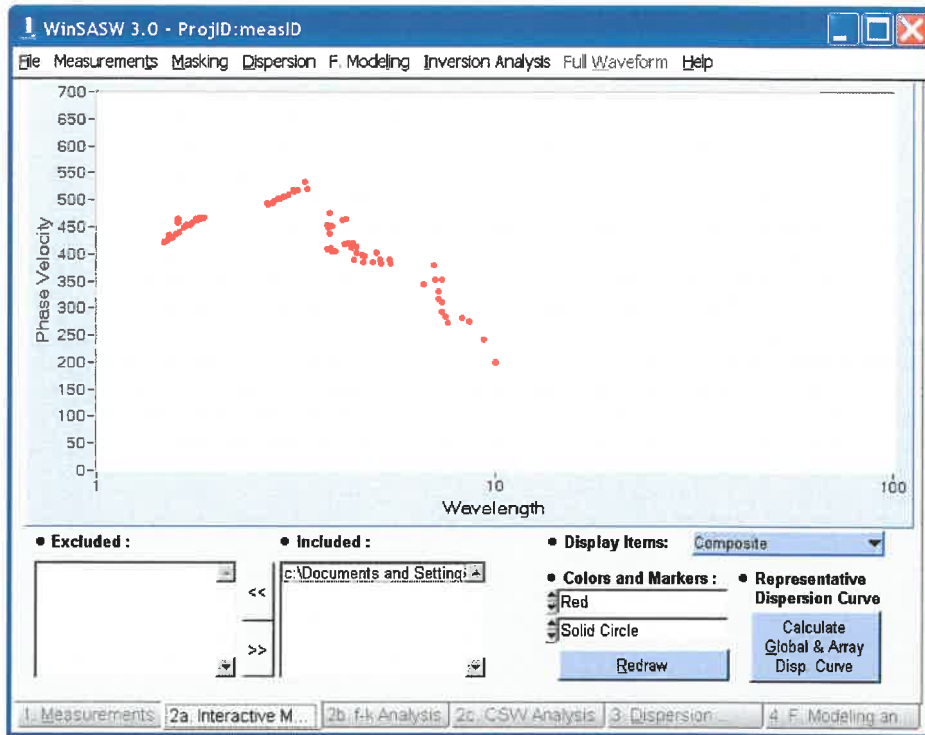 WinSASW 3.0 - ProjID:measID
File Measurements Masking Dispersion F. Modeling Inversion Analysis Full Waveform Help
700
650
600
550
500
450
400
350
300
250
200
150
100
50
0
Phase Velocity
1 10 100
Wavelength
Excluded :
Included :
Display Items: Composite
c:\Documents and Setting
<<
>>
Colors and Markers :
Red
Solid Circle
Redraw
Representative
Dispersion Curve
Calculate
Global & Array
Disp. Curve
1. Measurements 2a. Interactive M... 2b. f-k Analysis 2c. CSW Analysis 3. Dispersion ... 4. F. Modeling an...